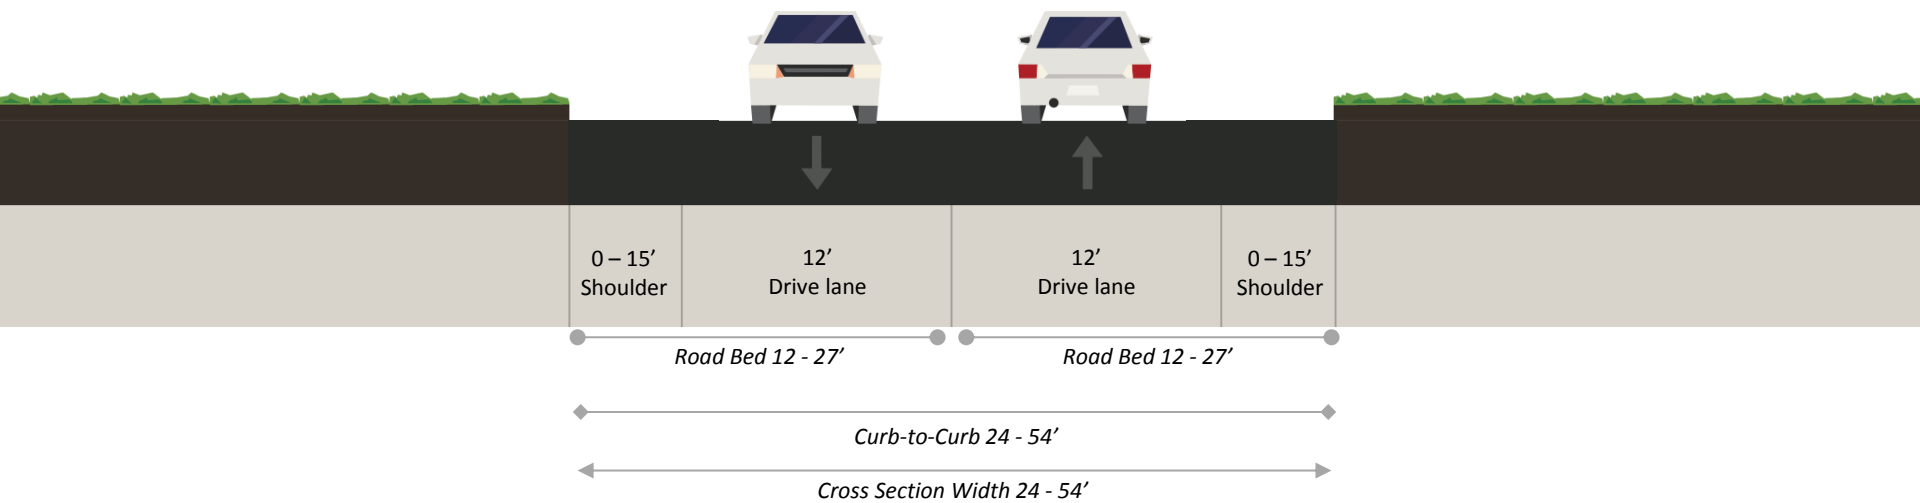 0 – 15’
Shoulder
12’
Drive lane
12’
Drive lane
0 – 15’
Shoulder
Road Bed 12 - 27’
Road Bed 12 - 27’
Curb-to-Curb 24 - 54’
Cross Section Width 24 - 54’